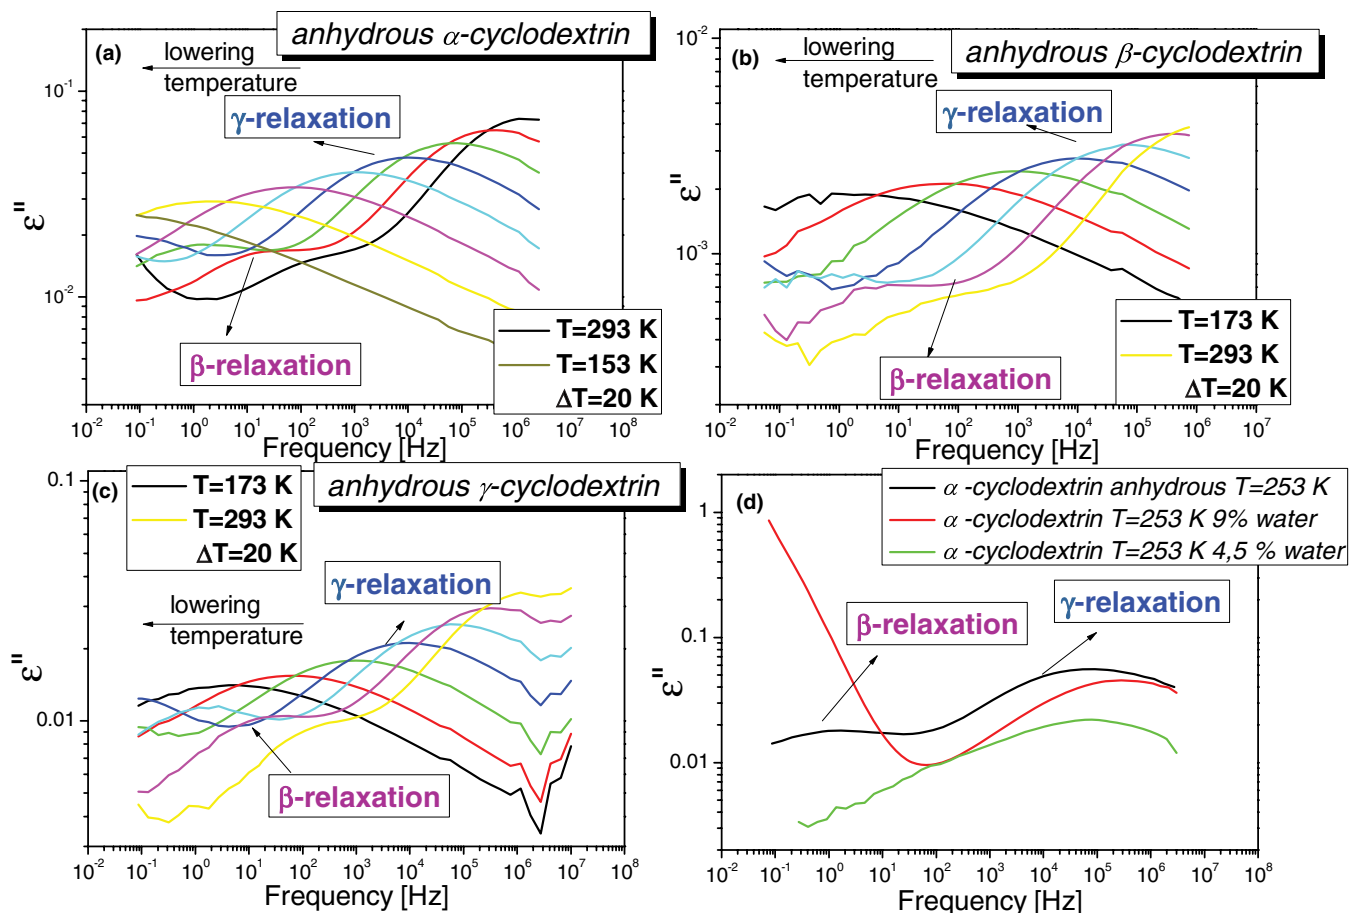 (a)
anhydrous α-cyclodextrin
lowering
temperature
γ-relaxation
β-relaxation
T=293 K
T=153 K
ΔT=20 K
ε''
10⁻¹
10⁻²
10⁻² 10⁻¹ 10⁰ 10¹ 10² 10³ 10⁴ 10⁵ 10⁶ 10⁷ 10⁸
Frequency [Hz]
(b)
anhydrous β-cyclodextrin
lowering
temperature
γ-relaxation
β-relaxation
T=173 K
T=293 K
ΔT=20 K
ε''
10⁻²
10⁻³
10⁻² 10⁻¹ 10⁰ 10¹ 10² 10³ 10⁴ 10⁵ 10⁶ 10⁷
Frequency [Hz]
(c)
T=173 K
T=293 K
ΔT=20 K
anhydrous γ-cyclodextrin
lowering
temperature
γ-relaxation
β-relaxation
ε''
0.1
0.01
10⁻² 10⁻¹ 10⁰ 10¹ 10² 10³ 10⁴ 10⁵ 10⁶ 10⁷ 10⁸
Frequency [Hz]
(d)
α -cyclodextrin anhydrous T=253 K
α -cyclodextrin T=253 K 9% water
α -cyclodextrin T=253 K 4,5 % water
β-relaxation
γ-relaxation
ε''
1
0.1
0.01
10⁻² 10⁻¹ 10⁰ 10¹ 10² 10³ 10⁴ 10⁵ 10⁶ 10⁷ 10⁸
Frequency [Hz]